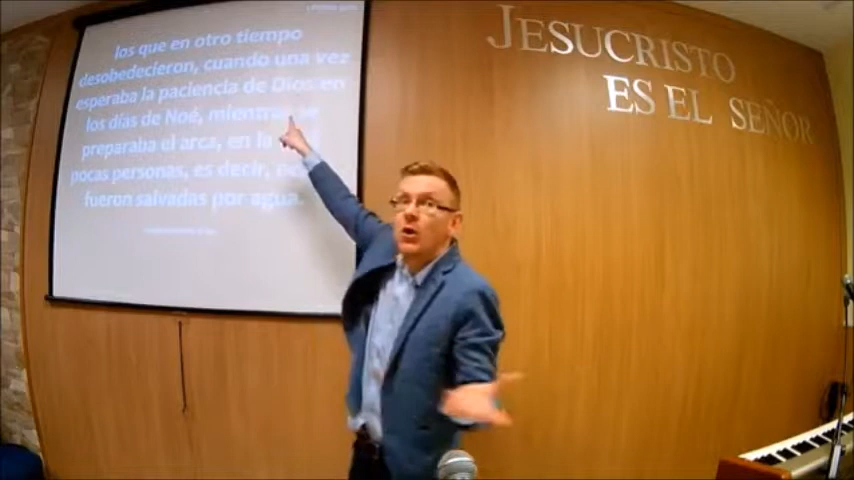 los que en otro tiempo
desobedecieron, cuando una vez
esperaba la paciencia de Dios en
los días de Noé, mientras se
preparaba el arca, en la
pocas personas, es decir,
fueron salvadas por agua.
JESUCRISTO
ES EL SEÑOR